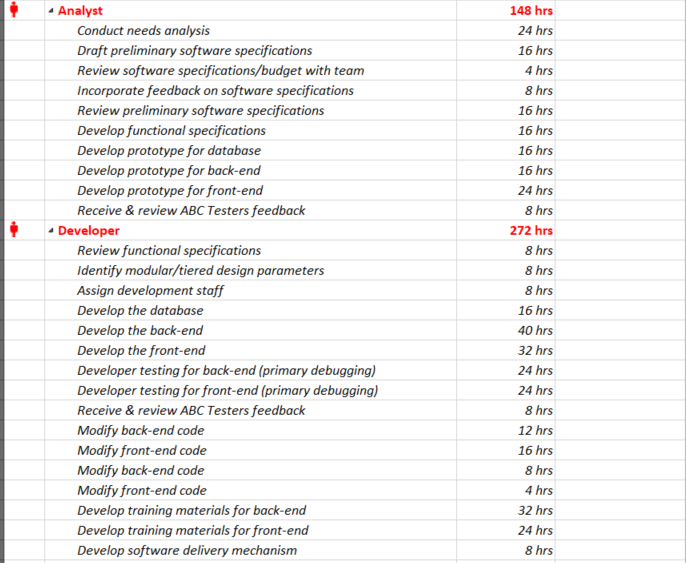 Analyst 148 hrs
Conduct needs analysis 24 hrs
Draft preliminary software specifications 16 hrs
Review software specifications/budget with team 4 hrs
Incorporate feedback on software specifications 8 hrs
Review preliminary software specifications 16 hrs
Develop functional specifications 16 hrs
Develop prototype for database 16 hrs
Develop prototype for back-end 16 hrs
Develop prototype for front-end 24 hrs
Receive & review ABC Testers feedback 8 hrs
Developer 272 hrs
Review functional specifications 8 hrs
Identify modular/tiered design parameters 8 hrs
Assign development staff 8 hrs
Develop the database 16 hrs
Develop the back-end 40 hrs
Develop the front-end 32 hrs
Developer testing for back-end (primary debugging) 24 hrs
Developer testing for front-end (primary debugging) 24 hrs
Receive & review ABC Testers feedback 8 hrs
Modify back-end code 12 hrs
Modify front-end code 16 hrs
Modify back-end code 8 hrs
Modify front-end code 4 hrs
Develop training materials for back-end 32 hrs
Develop training materials for front-end 24 hrs
Develop software delivery mechanism 8 hrs